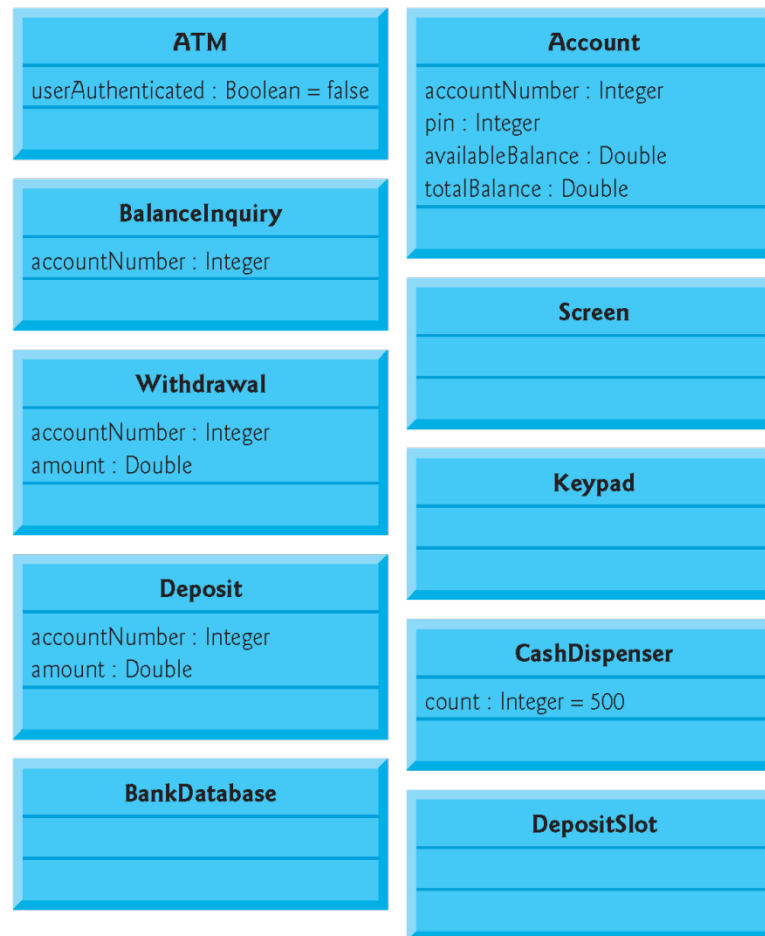 ATM
userAuthenticated : Boolean = false
BalanceInquiry
accountNumber : Integer
Withdrawal
accountNumber : Integer
amount : Double
Deposit
accountNumber : Integer
amount : Double
BankDatabase
Account
accountNumber : Integer
pin : Integer
availableBalance : Double
totalBalance : Double
Screen
Keypad
CashDispenser
count : Integer = 500
DepositSlot